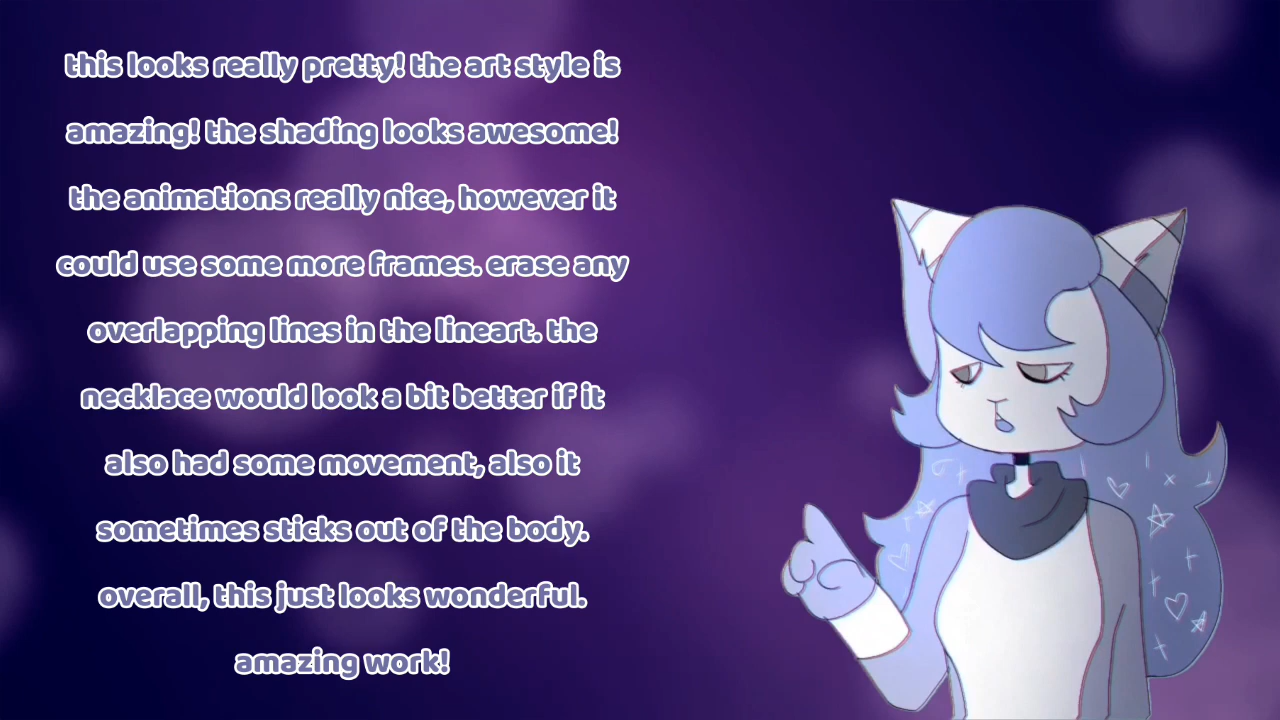 this looks really pretty! the art style is
amazing! the shading looks awesome!
the animations really nice, however it
could use some more frames. erase any
overlapping lines in the lineart. the
necklace would look a bit better if it
also had some movement, also it
sometimes sticks out of the body.
overall, this just looks wonderful.
amazing work!